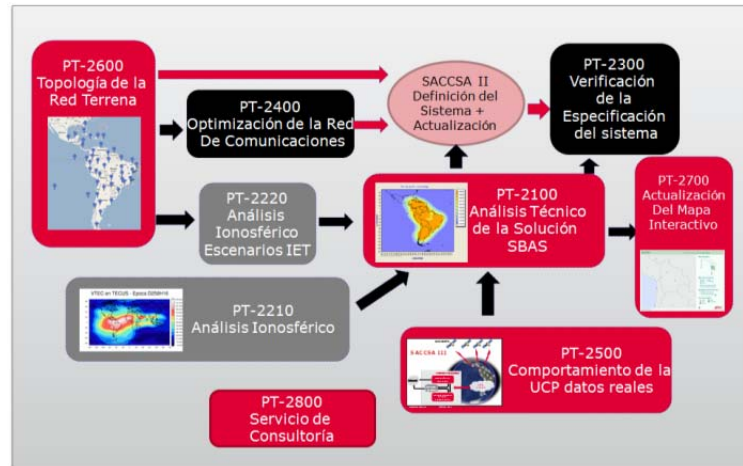 PT-2600
Topología de la
Red Terrena
PT-2400
Optimización de la Red
De Comunicaciones
SACCSA II
Definición del
Sistema +
Actualización
PT-2300
Verificación
de la
Especificación
del sistema
PT-2220
Análisis
Ionosférico
Escenarios IET
PT-2100
Análisis Técnico
de la Solución
SBAS
PT-2700
Actualización
Del Mapa
Interactivo
PT-2210
Análisis Ionosférico
PT-2500
Comportamiento de la
UCP datos reales
PT-2800
Servicio de
Consultoría